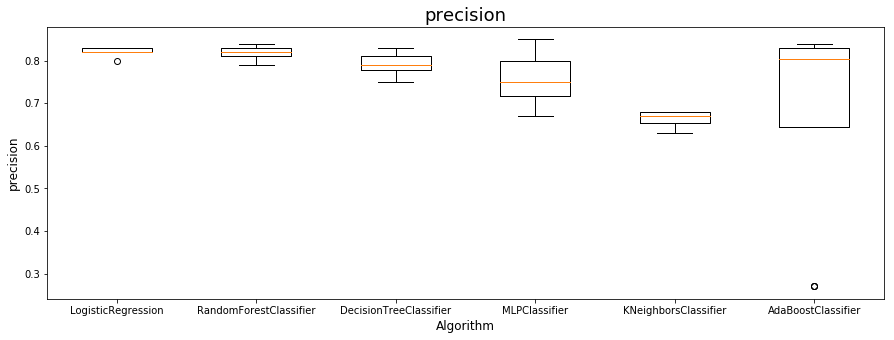 precision
precision
0.8
0.7
0.6
0.5
0.4
0.3
LogisticRegression RandomForestClassifier DecisionTreeClassifier MLPClassifier KNeighborsClassifier AdaBoostClassifier
Algorithm